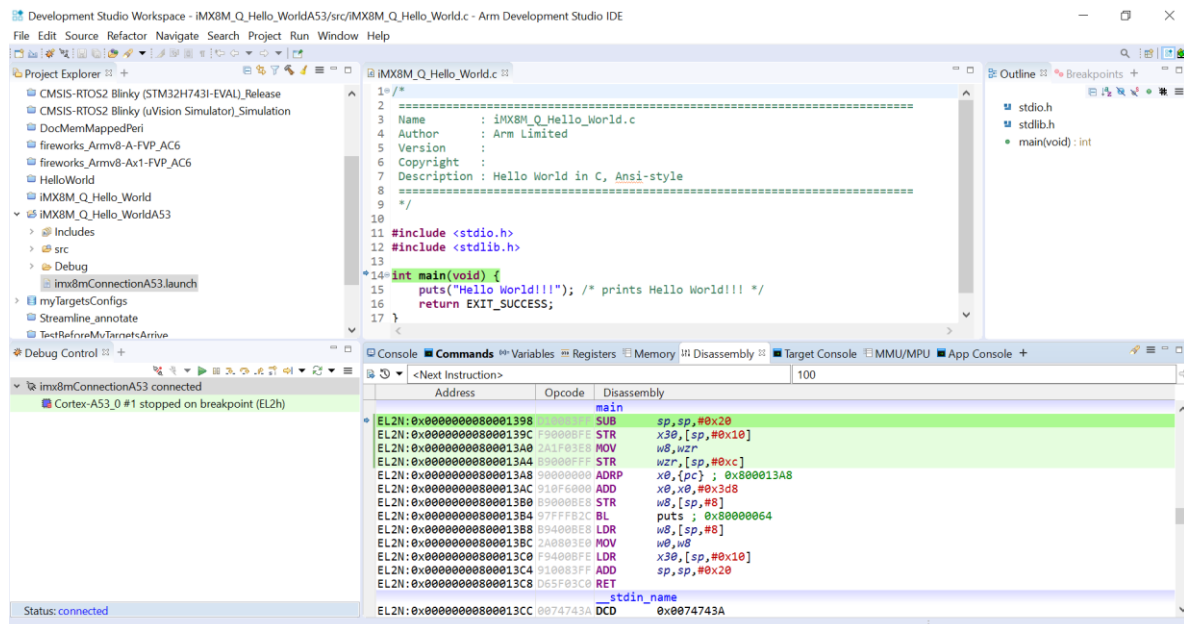 Development Studio Workspace - iMX8M_Q_Hello_WorldA53/src/iMX8M_Q_Hello_World.c - Arm Development Studio IDE
File Edit Source Refactor Navigate Search Project Run Window Help
Project Explorer
CMSIS-RTOS2 Blinky (STM32H743I-EVAL)_Release
CMSIS-RTOS2 Blinky (uVision Simulator)_Simulation
DocMemMappedPeri
fireworks_Armv8-A-FVP_AC6
fireworks_Armv8-Ax1-FVP_AC6
HelloWorld
iMX8M_Q_Hello_World
iMX8M_Q_Hello_WorldA53
Includes
src
Debug
imx8mConnectionA53.launch
myTargetsConfigs
Streamline_annotate
TestBeforeMyTargetsArrive
iMX8M_Q_Hello_World.c
1 /*
2 ============================================================================
3 Name : iMX8M_Q_Hello_World.c
4 Author : Arm Limited
5 Version :
6 Copyright :
7 Description : Hello World in C, Ansi-style
8 ============================================================================
9 */
10
11 #include <stdio.h>
12 #include <stdlib.h>
13
14 int main(void) {
15 puts("Hello World!!!"); /* prints Hello World!!! */
16 return EXIT_SUCCESS;
17 }
Outline Breakpoints
stdio.h
stdlib.h
main(void) : int
Debug Control
imx8mConnectionA53 connected
Cortex-A53_0 #1 stopped on breakpoint (EL2h)
Status: connected
Console Commands Variables Registers Memory Disassembly Target Console MMU/MPU App Console
<Next Instruction> 100
Address Opcode Disassembly
main
EL2N:0x0000000080001398 D10083FF SUB sp,sp,#0x20
EL2N:0x000000008000139C F9000BFE STR x30,[sp,#0x10]
EL2N:0x00000000800013A0 2A1F03E8 MOV w8,wzr
EL2N:0x00000000800013A4 B9000FFF STR wzr,[sp,#0xc]
EL2N:0x00000000800013A8 90000000 ADRP x0,{pc} ; 0x800013A8
EL2N:0x00000000800013AC 910F6000 ADD x0,x0,#0x3d8
EL2N:0x00000000800013B0 B9000BE8 STR w8,[sp,#8]
EL2N:0x00000000800013B4 97FFFB2C BL puts ; 0x80000064
EL2N:0x00000000800013B8 B9400BE8 LDR w8,[sp,#8]
EL2N:0x00000000800013BC 2A0803E0 MOV w0,w8
EL2N:0x00000000800013C0 F9400BFE LDR x30,[sp,#0x10]
EL2N:0x00000000800013C4 910083FF ADD sp,sp,#0x20
EL2N:0x00000000800013C8 D65F03C0 RET
__stdin_name
EL2N:0x00000000800013CC 0074743A DCD 0x0074743A